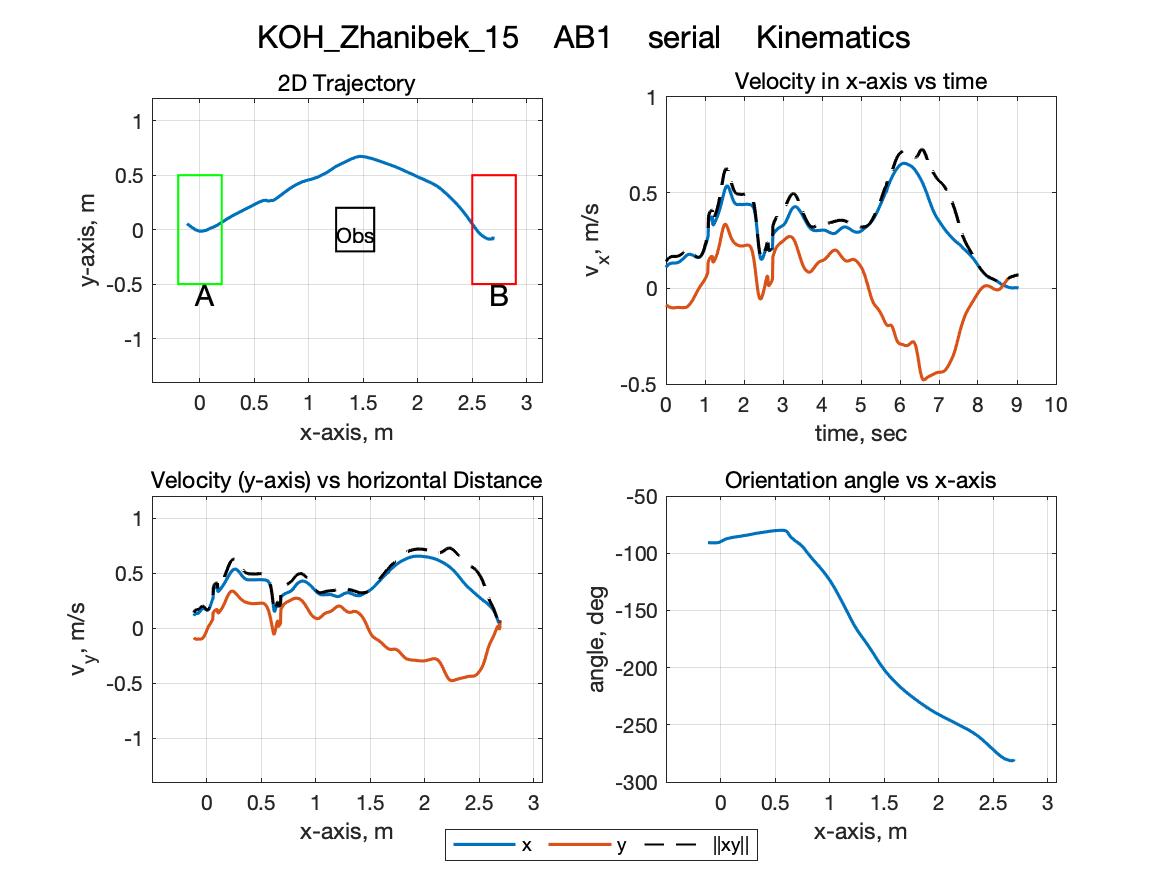 KOH_Zhanibek_15 AB1 serial Kinematics
2D Trajectory
1
0.5
0
-0.5
-1
y-axis, m
Obs
A
B
0 0.5 1 1.5 2 2.5 3
x-axis, m
Velocity in x-axis vs time
1
0.5
0
-0.5
v_x, m/s
0 1 2 3 4 5 6 7 8 9 10
time, sec
Velocity (y-axis) vs horizontal Distance
1
0.5
0
-0.5
-1
v_y, m/s
0 0.5 1 1.5 2 2.5 3
x-axis, m
Orientation angle vs x-axis
-50
-100
-150
-200
-250
-300
angle, deg
0 0.5 1 1.5 2 2.5 3
x-axis, m
x y ||xy||